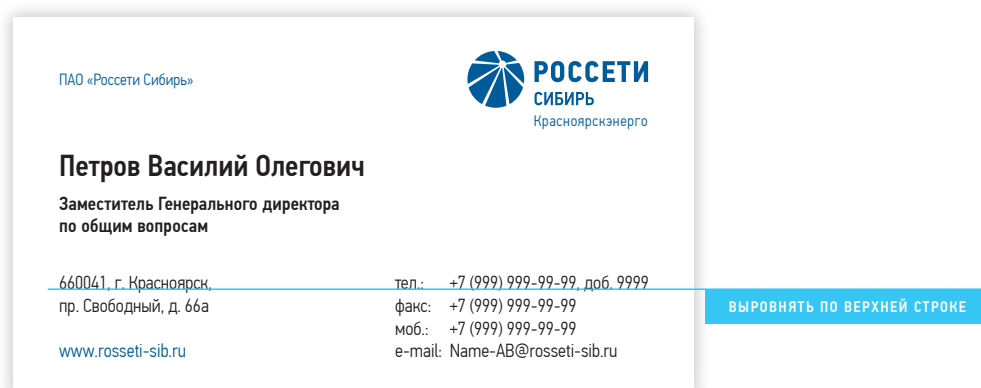 ПАО «Россети Сибирь»
РОССЕТИ
СИБИРЬ
Красноярскэнерго
Петров Василий Олегович
Заместитель Генерального директора
по общим вопросам
660041, г. Красноярск,
пр. Свободный, д. 66а
www.rosseti-sib.ru
тел.: +7 (999) 999-99-99, доб. 9999
факс: +7 (999) 999-99-99
моб.: +7 (999) 999-99-99
e-mail: Name-AB@rosseti-sib.ru
ВЫРОВНЯТЬ ПО ВЕРХНЕЙ СТРОКЕ